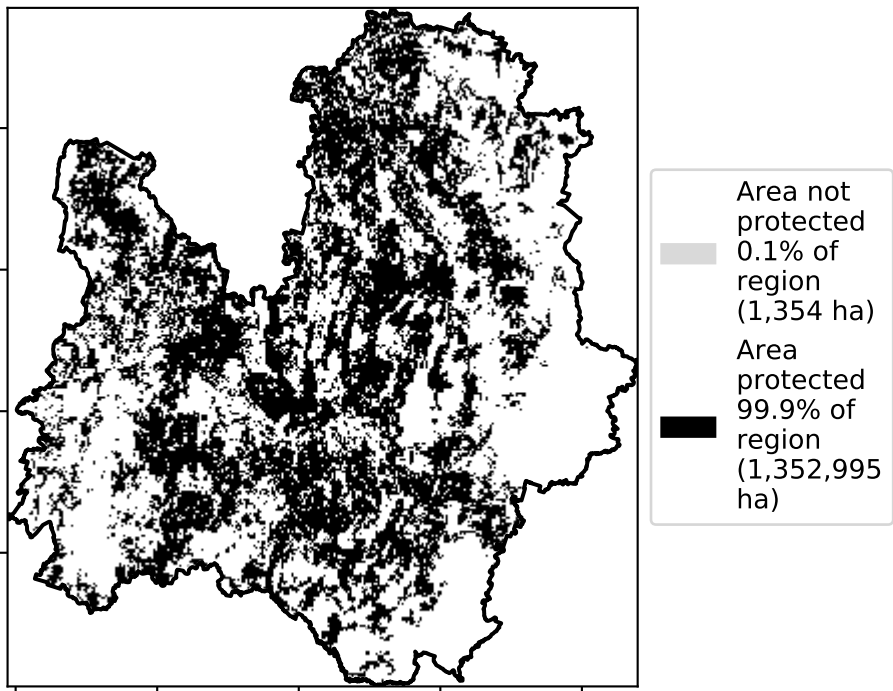 Area not
protected
0.1% of
region
(1,354 ha)
Area
protected
99.9% of
region
(1,352,995
ha)